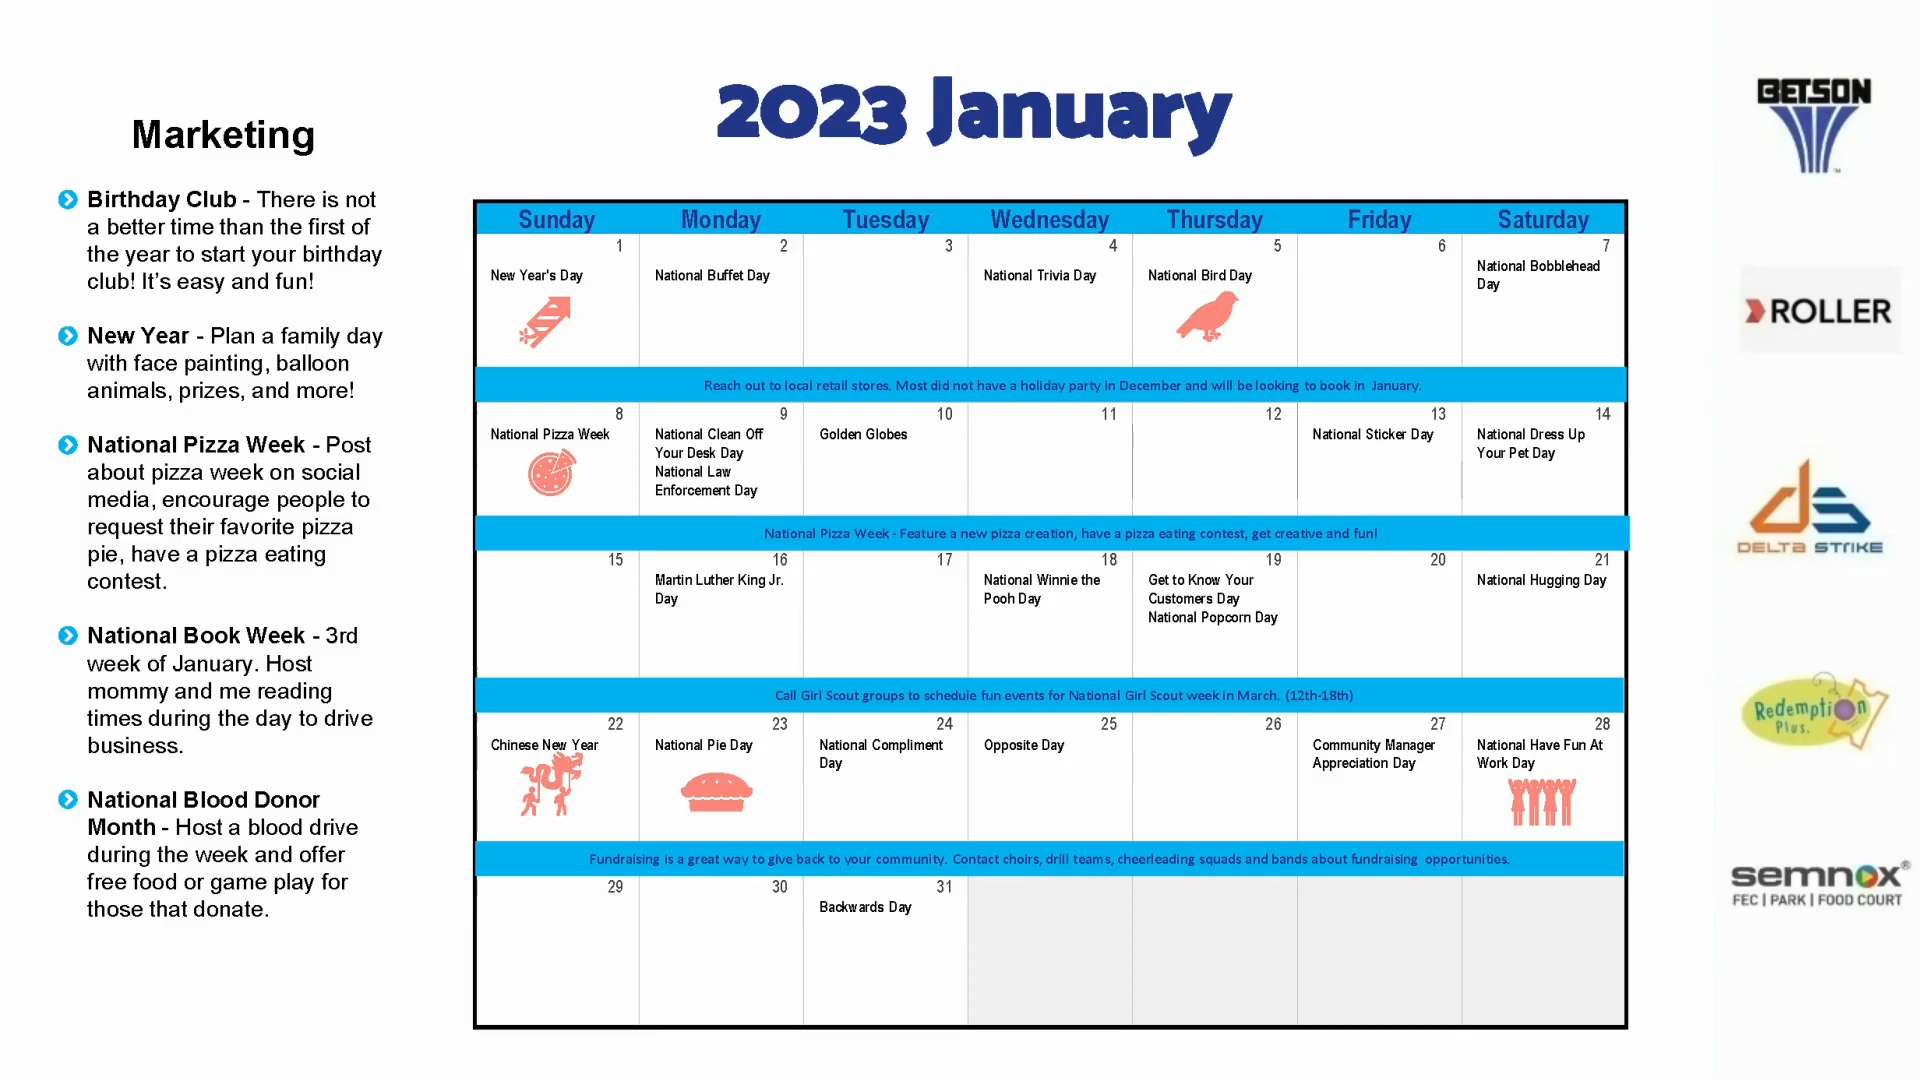 2023 January
Marketing
Birthday Club - There is not
a better time than the first of
the year to start your birthday
club! It’s easy and fun!
New Year - Plan a family day
with face painting, balloon
animals, prizes, and more!
National Pizza Week - Post
about pizza week on social
media, encourage people to
request their favorite pizza
pie, have a pizza eating
contest.
National Book Week - 3rd
week of January. Host
mommy and me reading
times during the day to drive
business.
National Blood Donor
Month - Host a blood drive
during the week and offer
free food or game play for
those that donate.
Sunday Monday Tuesday Wednesday Thursday Friday Saturday
1 2 3 4 5 6 7
New Year's Day
National Buffet Day
National Trivia Day
National Bird Day
National Bobblehead
Day
Reach out to local retail stores. Most did not have a holiday party in December and will be looking to book in January.
8 9 10 11 12 13 14
National Pizza Week
National Clean Off
Your Desk Day
National Law
Enforcement Day
Golden Globes
National Sticker Day
National Dress Up
Your Pet Day
National Pizza Week - Feature a new pizza creation, have a pizza eating contest, get creative and fun!
15 16 17 18 19 20 21
Martin Luther King Jr.
Day
National Winnie the
Pooh Day
Get to Know Your
Customers Day
National Popcorn Day
National Hugging Day
Call Girl Scout groups to schedule fun events for National Girl Scout week in March. (12th-18th)
22 23 24 25 26 27 28
Chinese New Year
National Pie Day
National Compliment
Day
Opposite Day
Community Manager
Appreciation Day
National Have Fun At
Work Day
Fundraising is a great way to give back to your community. Contact choirs, drill teams, cheerleading squads and bands about fundraising opportunities.
29 30 31
Backwards Day
BETSON
TM
ROLLER
DELTA STRIKE
Redemption
Plus.
semnox®
FEC | PARK | FOOD COURT